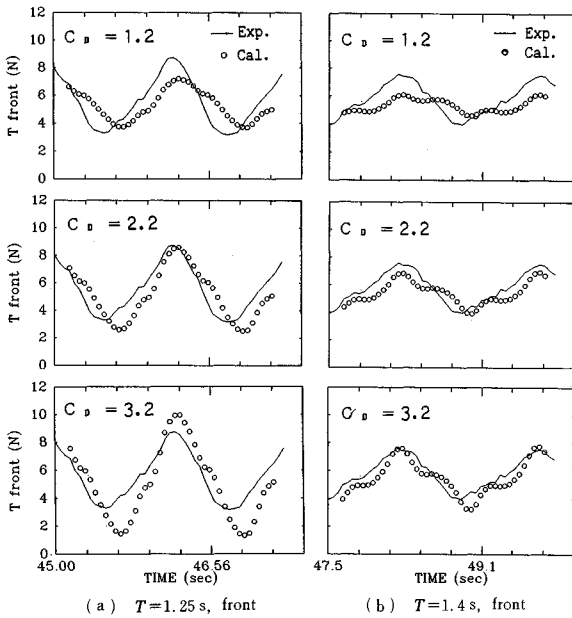 C D = 1.2
— Exp.
○ Cal.
T front (N)
12
10
8
6
4
2
0
C D = 1.2
— Exp.
○ Cal.
C D = 2.2
T front (N)
12
10
8
6
4
2
0
C D = 2.2
C D = 3.2
T front (N)
12
10
8
6
4
2
0
C D = 3.2
45.00
46.56
TIME (sec)
47.5
49.1
TIME (sec)
(a) T=1.25 s, front
(b) T=1.4 s, front